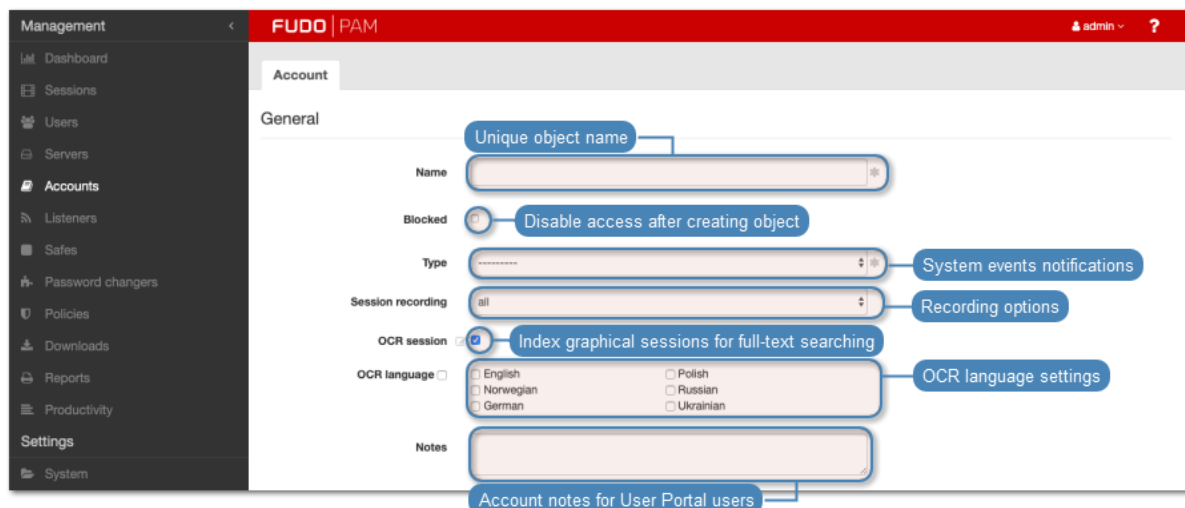 Management
FUDO PAM
admin
?
Dashboard
Account
Sessions
Users
General
Unique object name
Servers
Name
Accounts
Listeners
Blocked
Disable access after creating object
Safes
Type
---------
System events notifications
Password changers
Session recording
all
Recording options
Policies
OCR session
Index graphical sessions for full-text searching
Downloads
OCR language
English
Polish
OCR language settings
Reports
Norwegian
Russian
German
Ukrainian
Productivity
Settings
Notes
System
Account notes for User Portal users